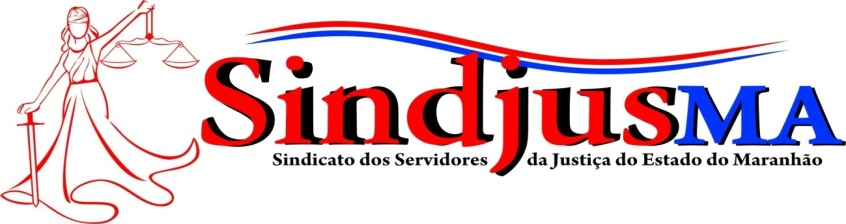 SindjusMA
Sindicato dos Servidores da Justiça do Estado do Maranhão